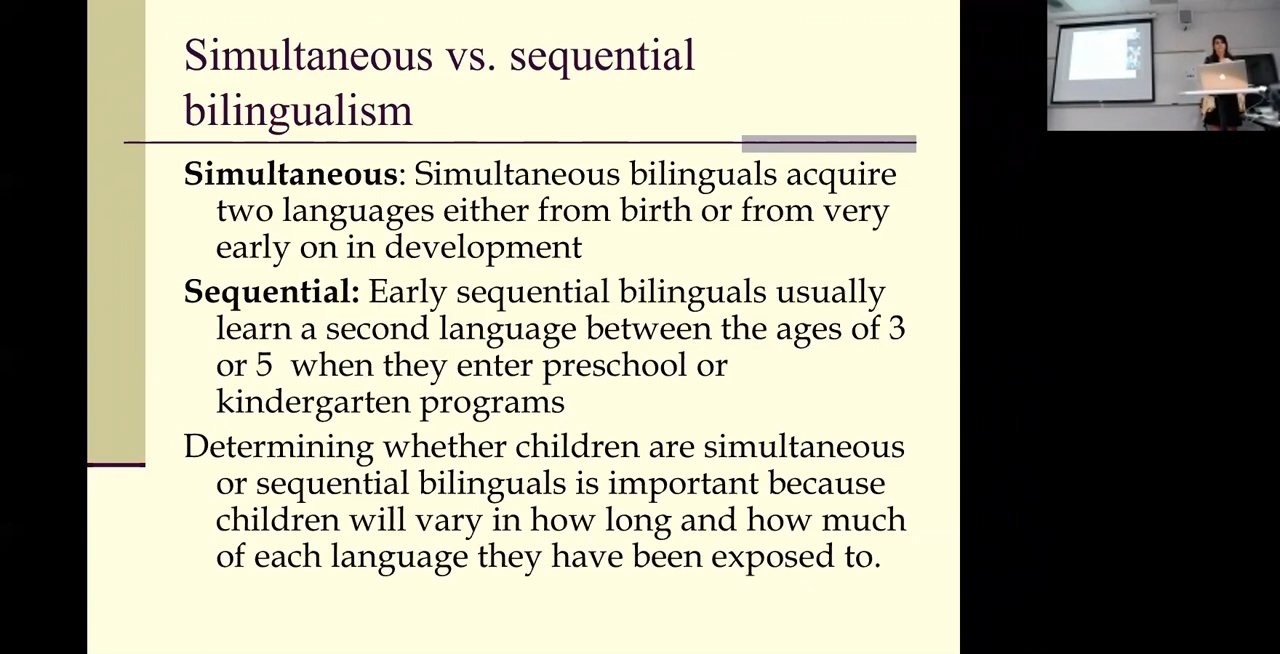 Simultaneous vs. sequential
bilingualism
Simultaneous: Simultaneous bilinguals acquire
two languages either from birth or from very
early on in development
Sequential: Early sequential bilinguals usually
learn a second language between the ages of 3
or 5  when they enter preschool or
kindergarten programs
Determining whether children are simultaneous
or sequential bilinguals is important because
children will vary in how long and how much
of each language they have been exposed to.